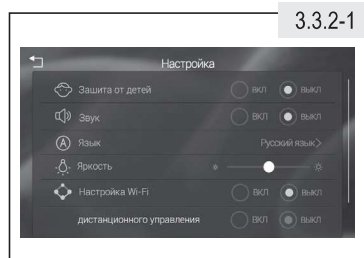 3.3.2-1
Настройка
Зашита от детей ВКЛ ВЫКЛ
Звук ВКЛ ВЫКЛ
A Язык Русский язык>
Яркость
Настройка Wi-Fi ВКЛ ВЫКЛ
дистанционного управления ВКЛ ВЫКЛ